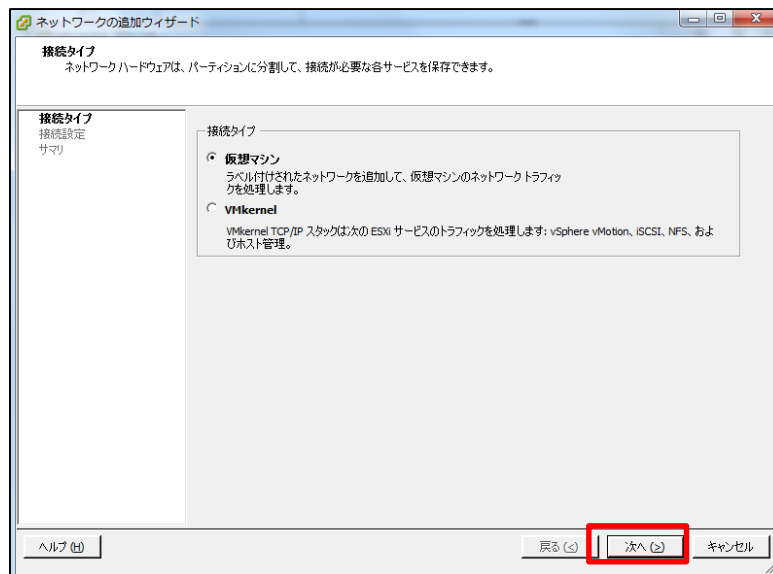 ネットワークの追加ウィザード
接続タイプ
ネットワーク ハードウェアは、パーティションに分割して、接続が必要な各サービスを保存できます。
接続タイプ
接続設定
サマリ
接続タイプ
仮想マシン
ラベル付けされたネットワークを追加して、仮想マシンのネットワーク トラフィッ
クを処理します。
VMkernel
VMkernel TCP/IP スタックは次の ESXi サービスのトラフィックを処理します: vSphere vMotion、iSCSI、NFS、およ
びホスト管理。
ヘルプ (H)
戻る (<)
次へ (>)
キャンセル